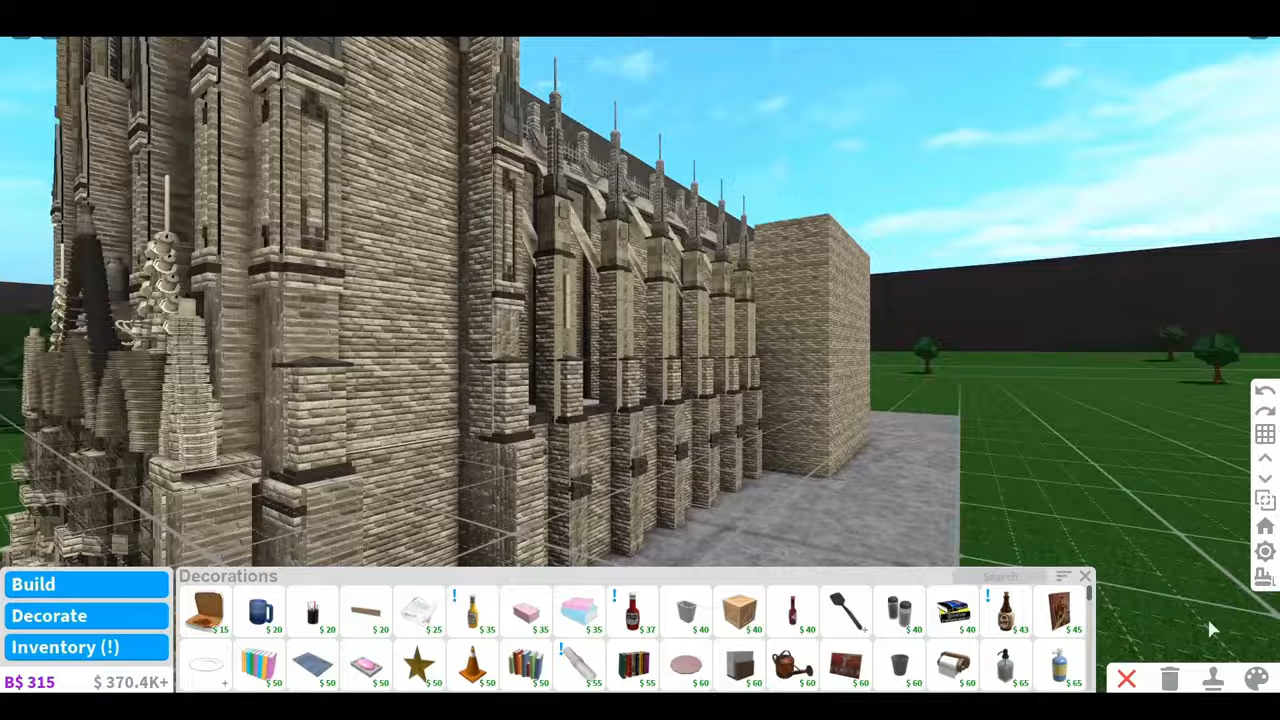 Decorations
Search
Build
Decorate
Inventory (!)
B$ 315 $ 370.4K+
$ 15 $ 20 $ 20 $ 20 $ 25 ! $ 35 $ 35 $ 35 ! $ 37 $ 40 $ 40 $ 40 + $ 40 $ 40 ! $ 43 $ 45
+ $ 50 $ 50 $ 50 $ 50 $ 50 $ 50 ! $ 55 $ 55 $ 60 $ 60 $ 60 $ 60 $ 60 $ 60 $ 65 $ 65